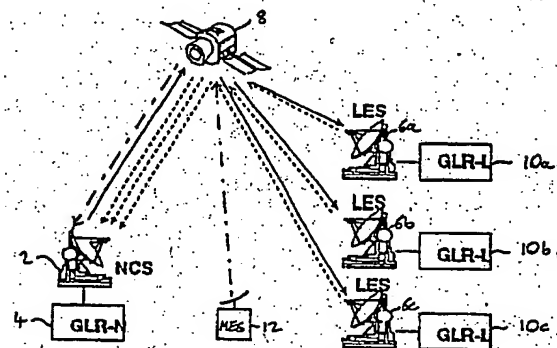 8
LES
6a
GLR-L 10a
LES
6b
GLR-L 10b
2
NCS
LES
6c
4 GLR-N
MES 12
GLR-L 10c